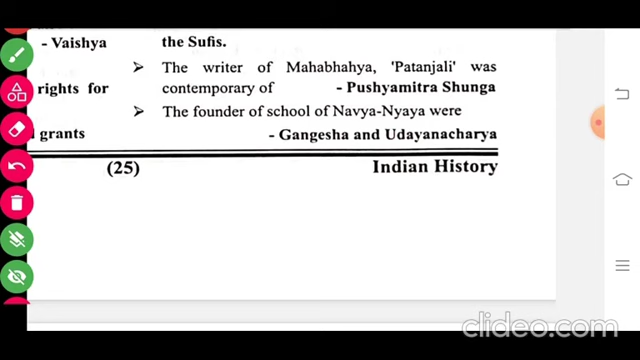 - Vaishya
the Sufis.
➢ The writer of Mahabhahya, 'Patanjali' was
rights for
contemporary of - Pushyamitra Shunga
➢ The founder of school of Navya-Nyaya were
grants
- Gangesha and Udayanacharya
(25)
Indian History
clideo.com